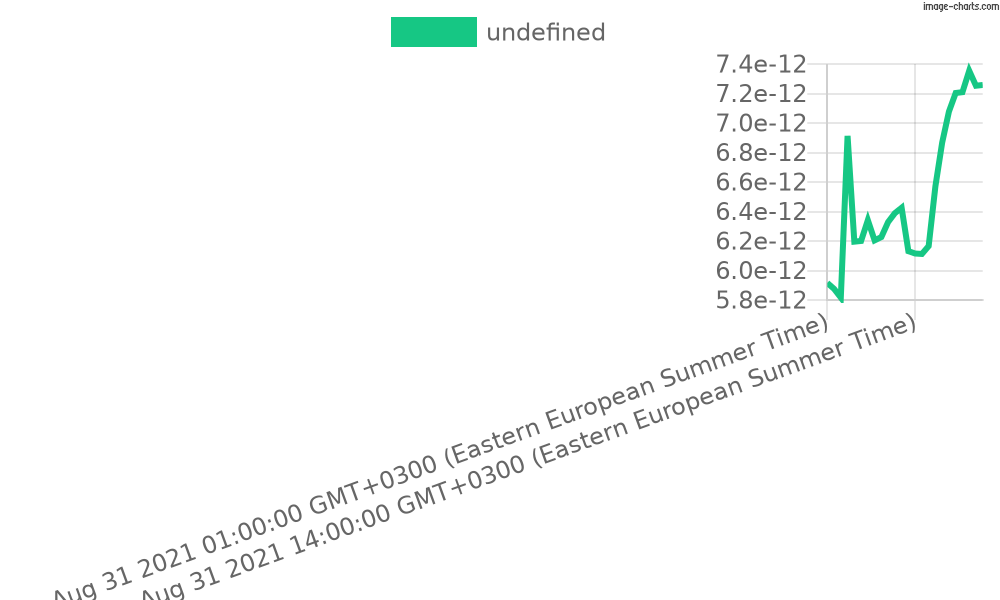 image-charts.com
undefined
7.4e-12
7.2e-12
7.0e-12
6.8e-12
6.6e-12
6.4e-12
6.2e-12
6.0e-12
5.8e-12
Aug 31 2021 01:00:00 GMT+0300 (Eastern European Summer Time)
Aug 31 2021 14:00:00 GMT+0300 (Eastern European Summer Time)